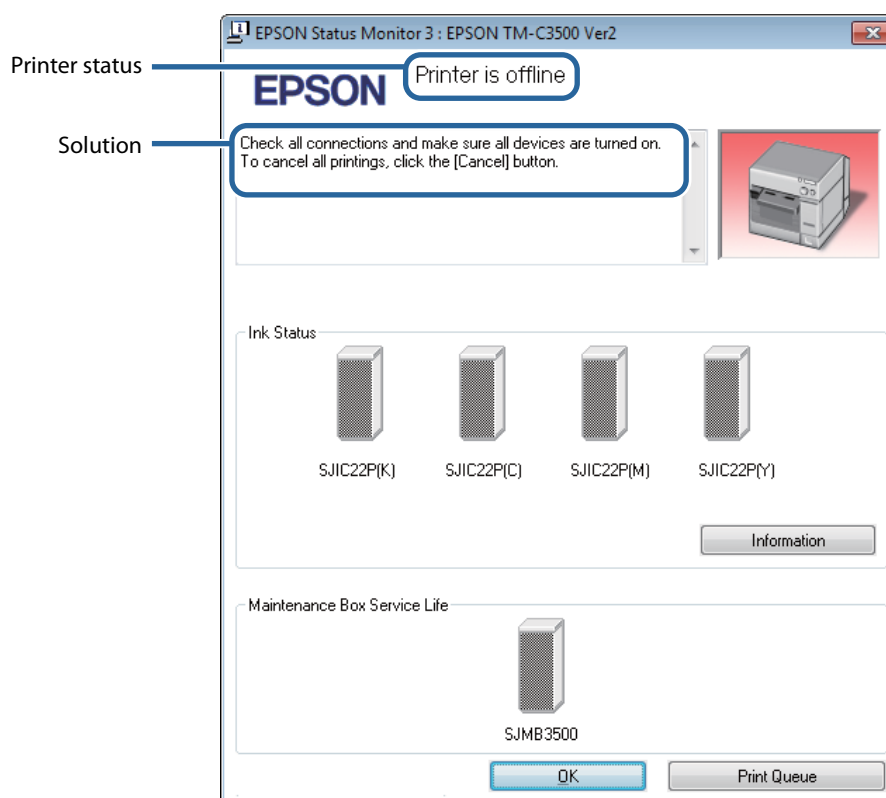 EPSON Status Monitor 3 : EPSON TM-C3500 Ver2
Printer status
EPSON
Printer is offline
Solution
Check all connections and make sure all devices are turned on.
To cancel all printings, click the [Cancel] button.
Ink Status
SJIC22P(K)
SJIC22P(C)
SJIC22P(M)
SJIC22P(Y)
Information
Maintenance Box Service Life
SJMB3500
OK
Print Queue